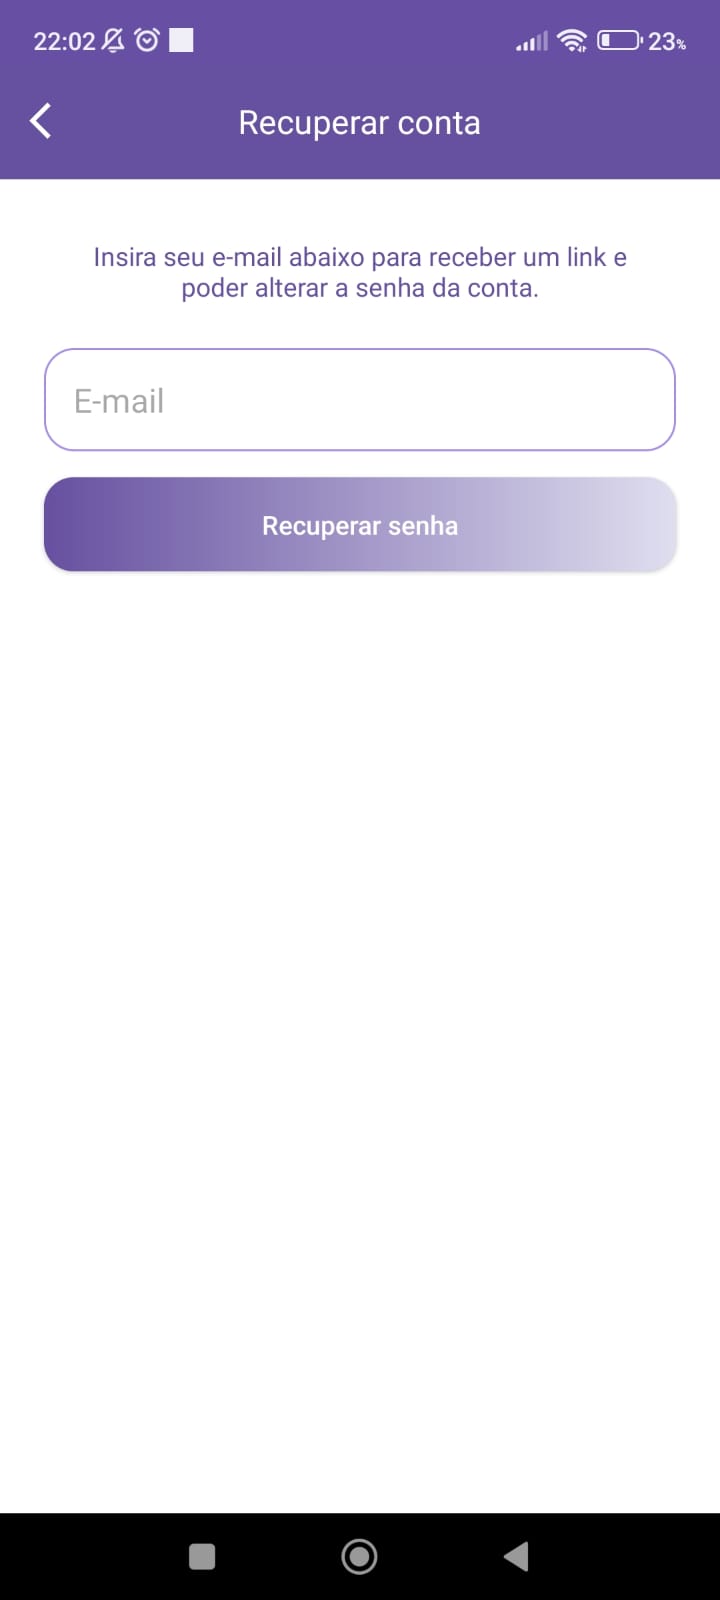 22:02
23%
Recuperar conta
Insira seu e-mail abaixo para receber um link e
poder alterar a senha da conta.
E-mail
Recuperar senha